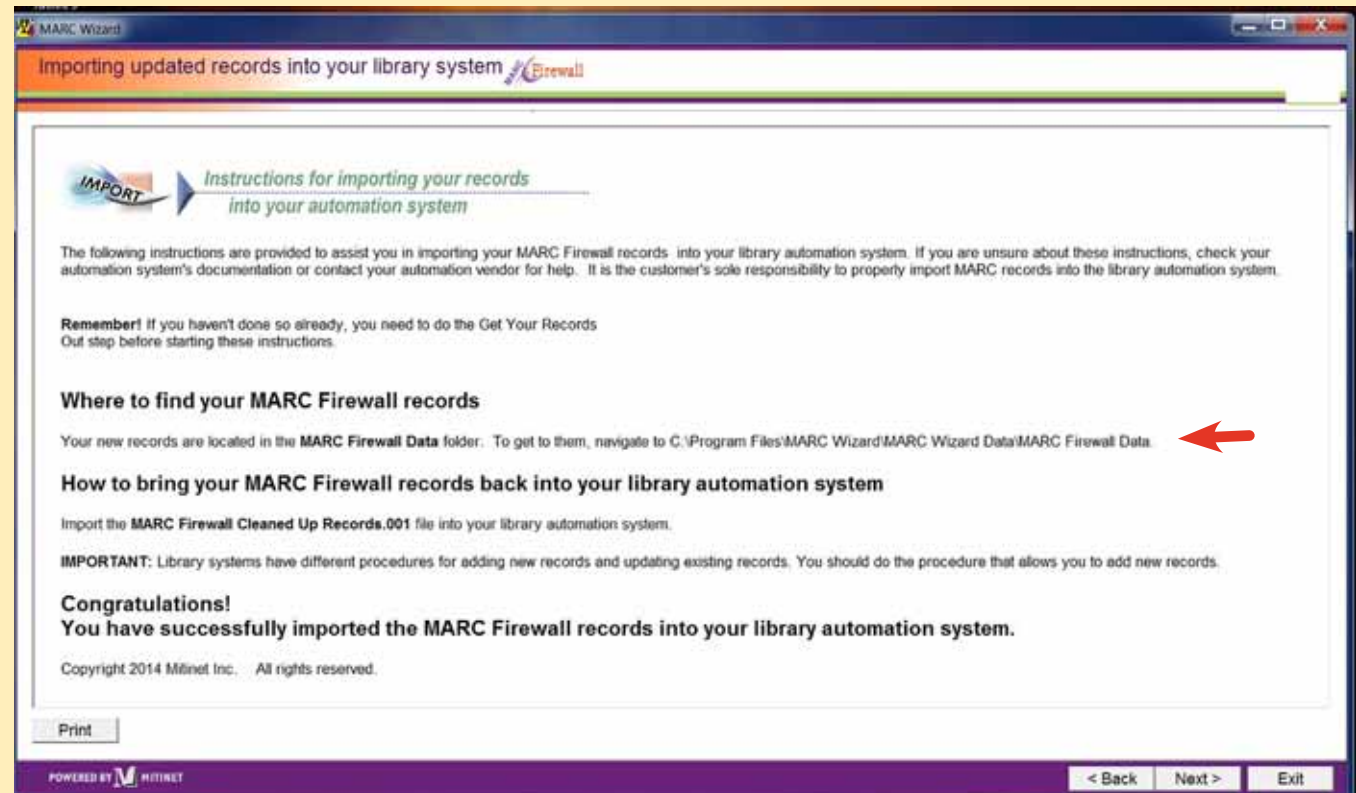 MARC Wizard
Importing updated records into your library system Firewall
IMPORT
Instructions for importing your records
into your automation system
The following instructions are provided to assist you in importing your MARC Firewall records into your library automation system. If you are unsure about these instructions, check your
automation system's documentation or contact your automation vendor for help. It is the customer's sole responsibility to properly import MARC records into the library automation system.
Remember! If you haven't done so already, you need to do the Get Your Records
Out step before starting these instructions.
Where to find your MARC Firewall records
Your new records are located in the MARC Firewall Data folder. To get to them, navigate to C:\Program Files\MARC Wizard\MARC Wizard Data\MARC Firewall Data.
How to bring your MARC Firewall records back into your library automation system
Import the MARC Firewall Cleaned Up Records.001 file into your library automation system.
IMPORTANT: Library systems have different procedures for adding new records and updating existing records. You should do the procedure that allows you to add new records.
Congratulations!
You have successfully imported the MARC Firewall records into your library automation system.
Copyright 2014 Mitinet Inc. All rights reserved.
Print
POWERED BY M MITINET
< Back Next > Exit